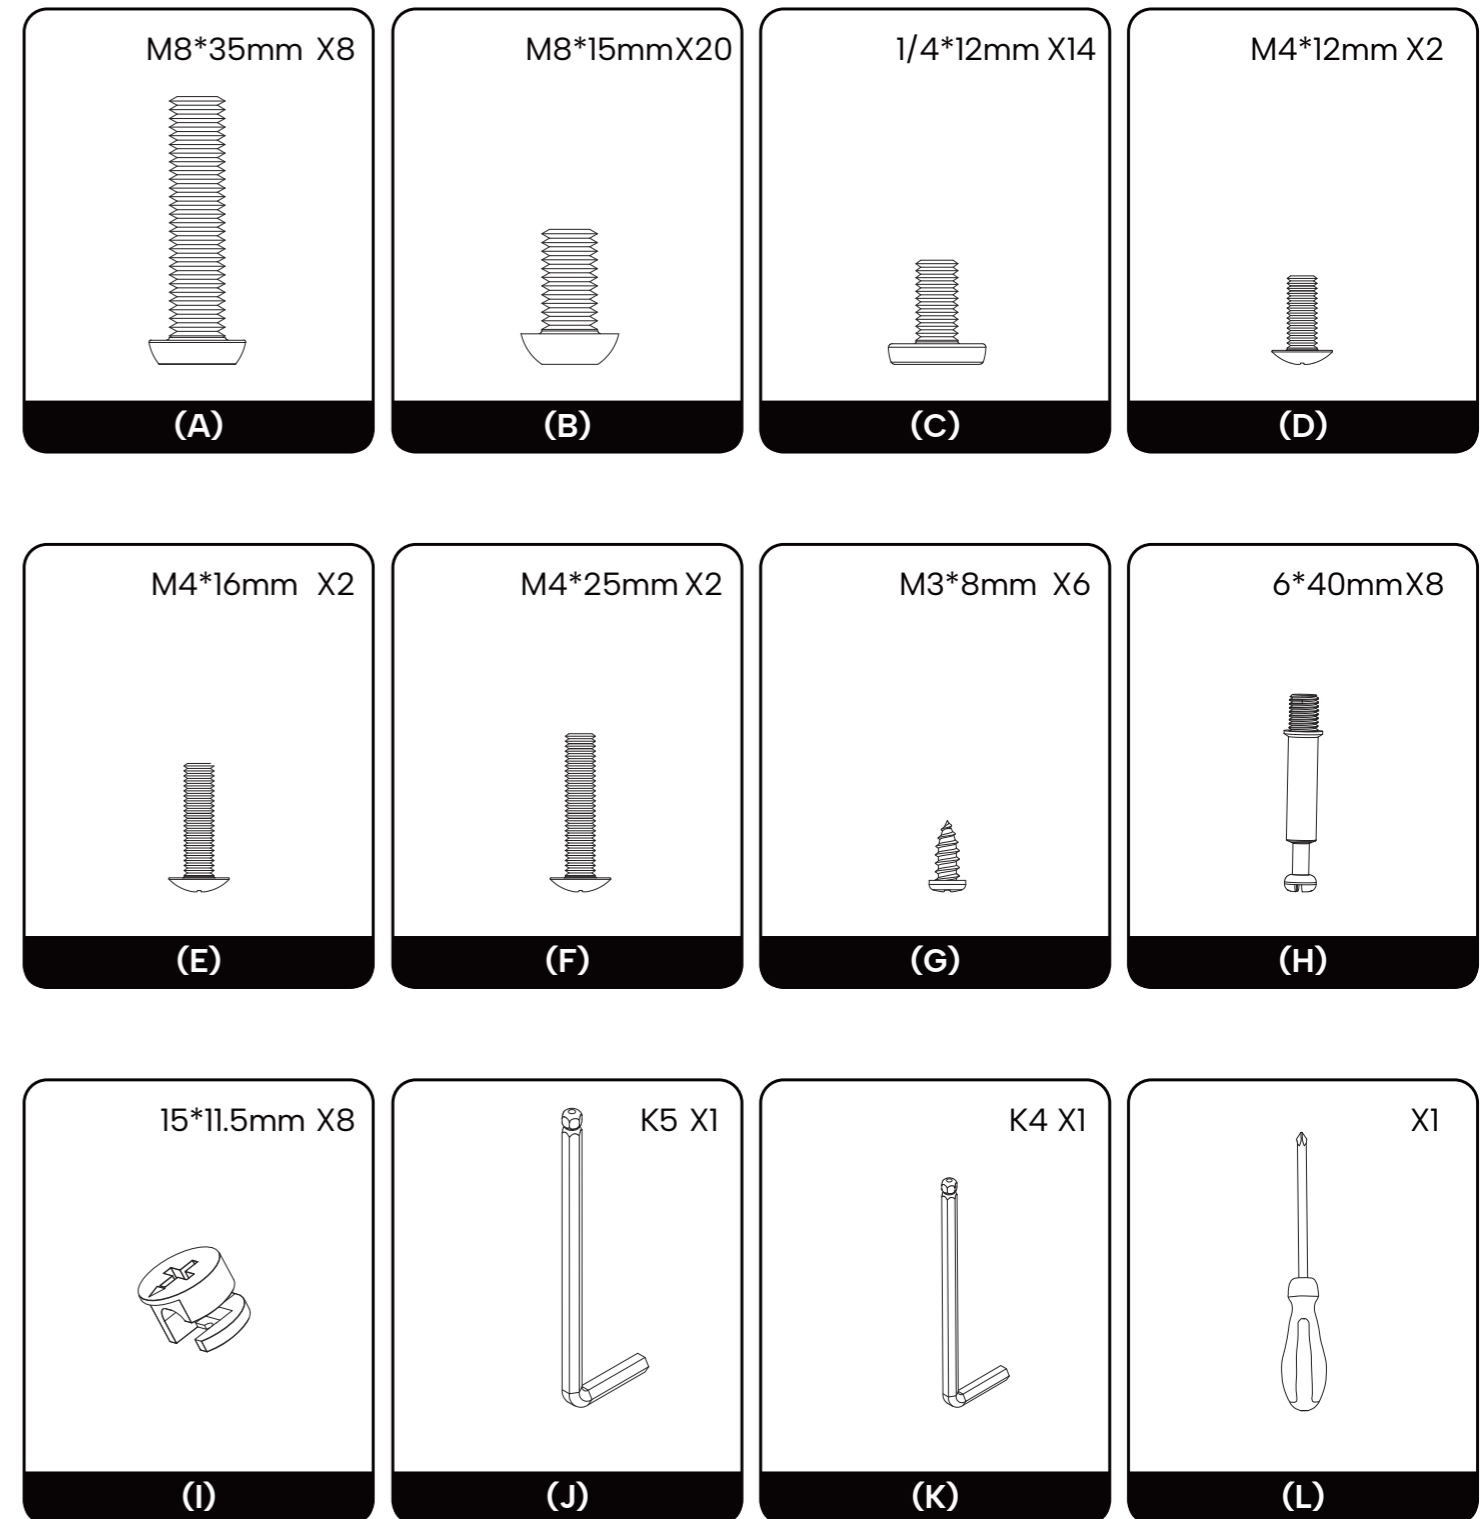 M8*35mm X8
M8*15mmX20
1/4*12mm X14
M4*12mm X2
(A)
(B)
(C)
(D)
M4*16mm X2
M4*25mm X2
M3*8mm X6
6*40mmX8
(E)
(F)
(G)
(H)
15*11.5mm X8
K5 X1
K4 X1
X1
(I)
(J)
(K)
(L)